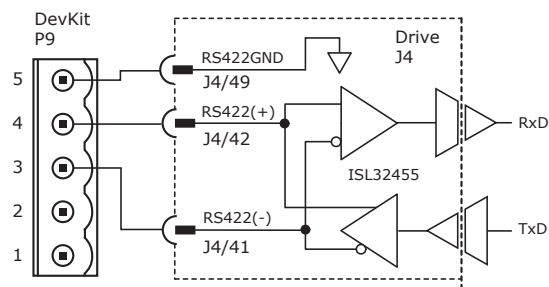 DevKit
P9
Drive
J4
5
RS422GND
J4/49
4
RS422(+)
J4/42
RxD
3
ISL32455
2
RS422(-)
J4/41
TxD
1